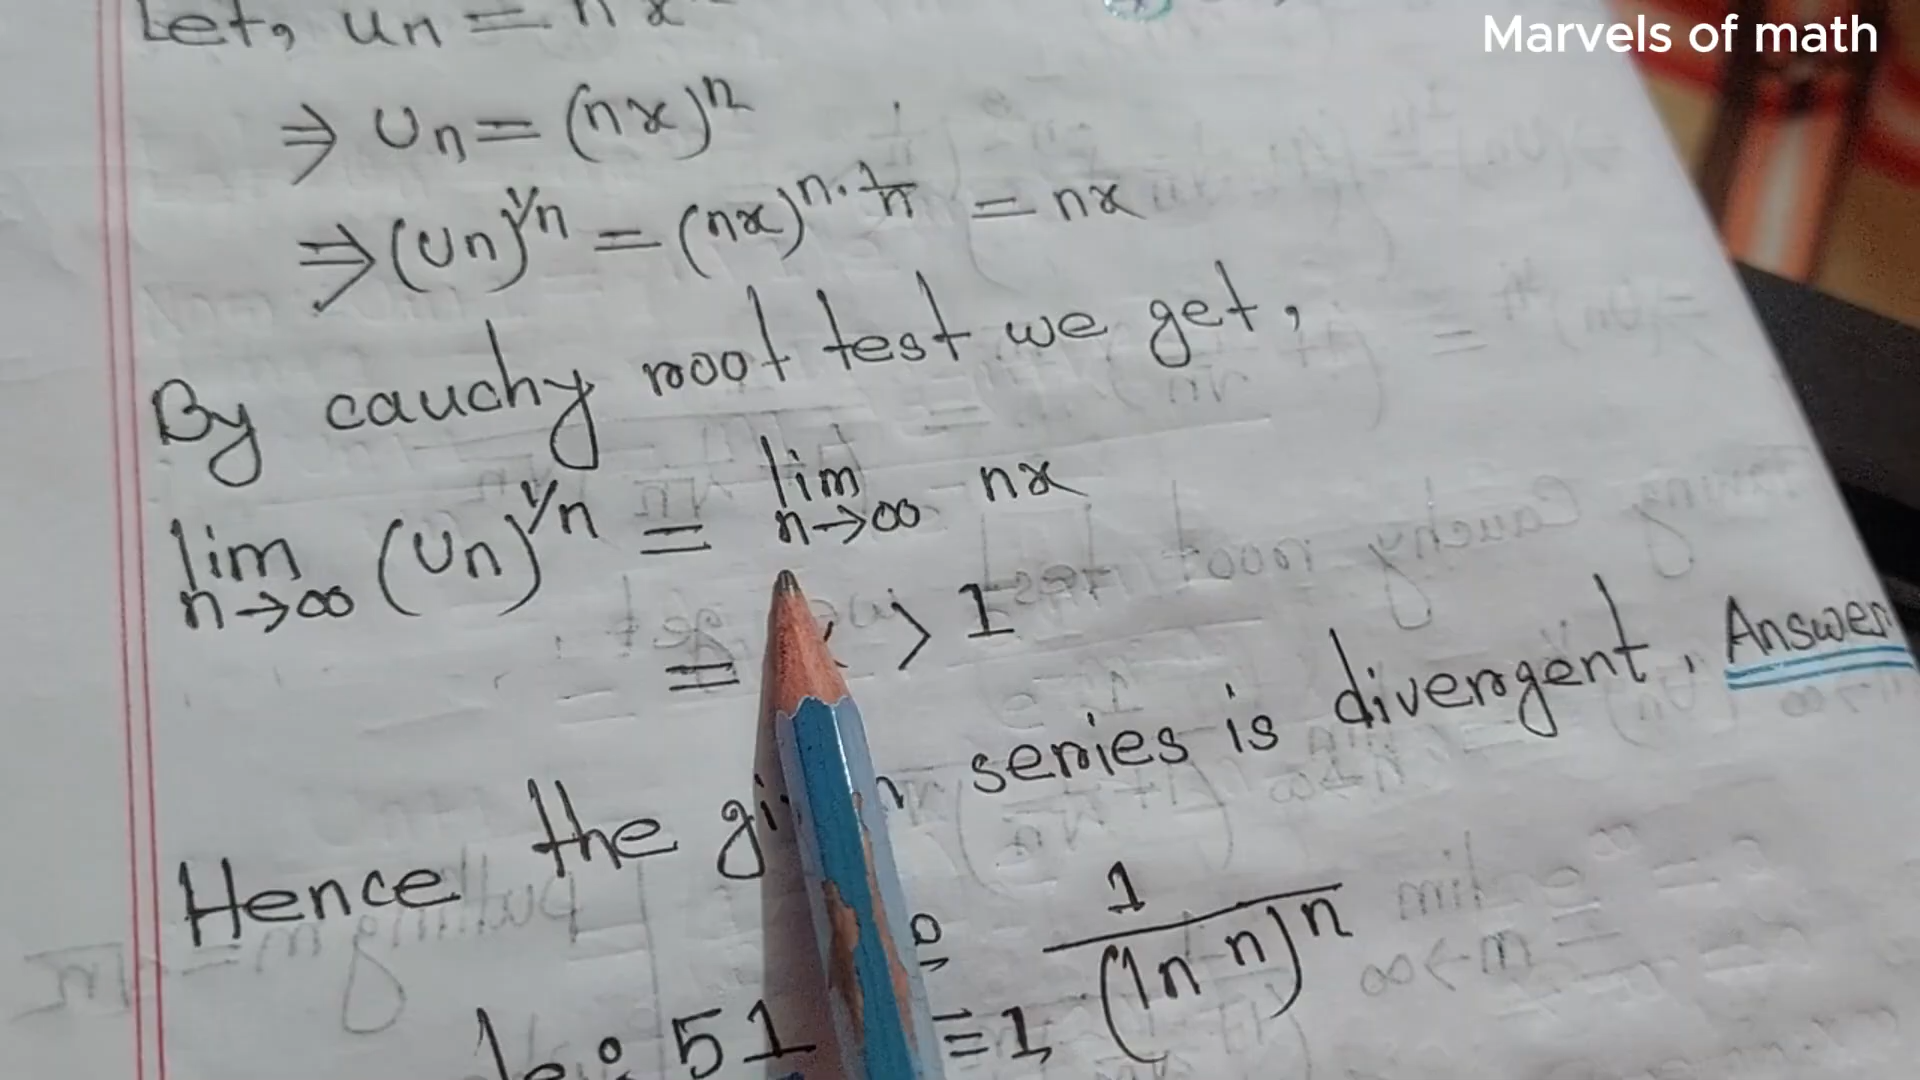 Marvels of math
Let, un = n x
⇒ Un = (nx)^n
⇒ (Un)^1/n = (nx)^n·1/n = nx
By cauchy root test we get,
lim n→∞ (Un)^1/n = lim n→∞ nx
= > 1
Hence the series is divergent. Answer
: 51 = 1 1/(ln n)^n